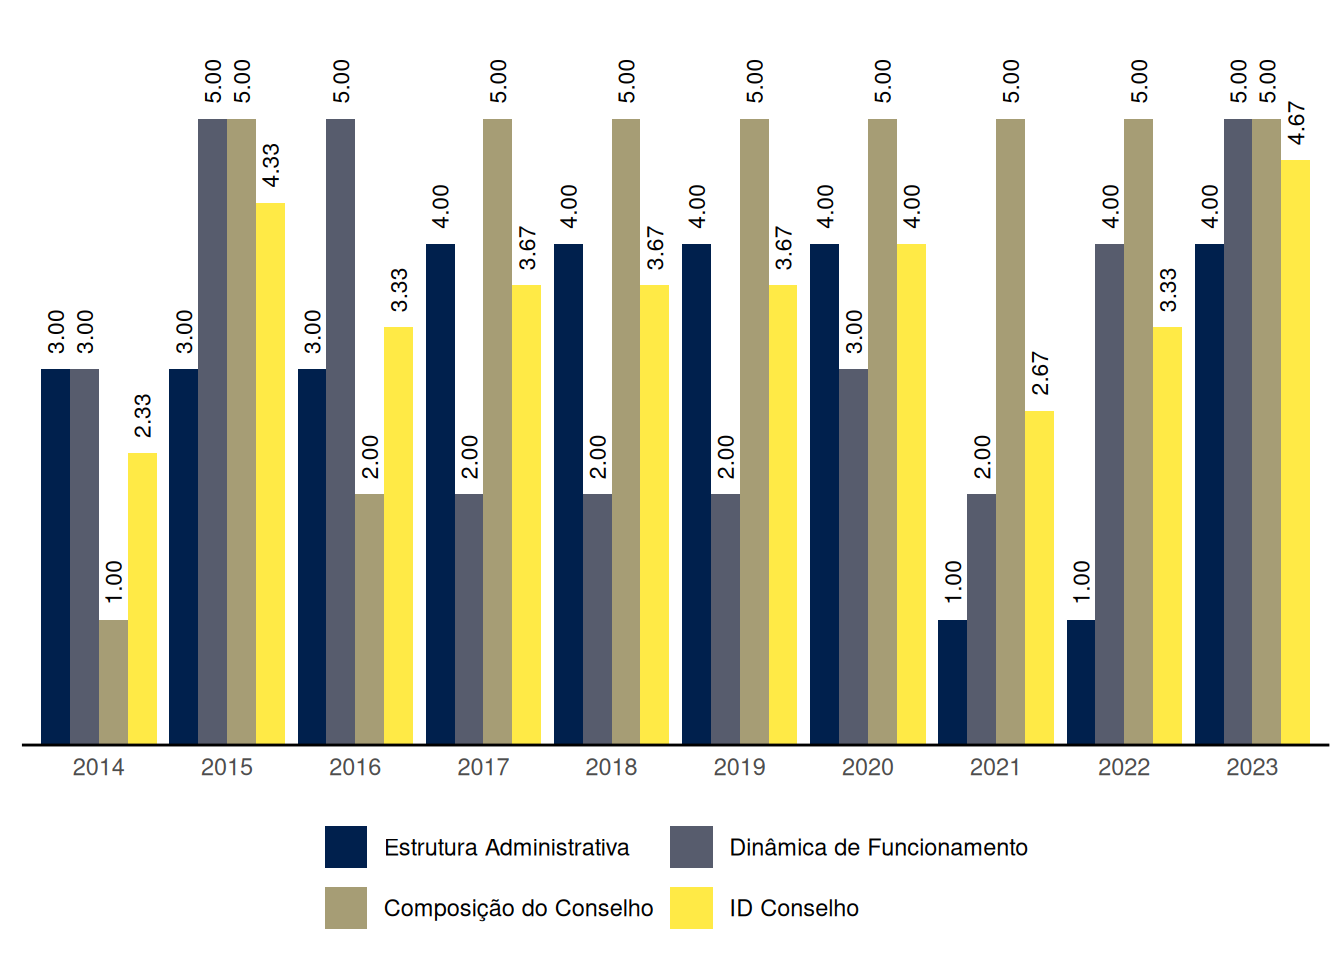 3.00 3.00 1.00 2.33
3.00 5.00 5.00 4.33
3.00 5.00 2.00 3.33
4.00 2.00 5.00 3.67
4.00 2.00 5.00 3.67
4.00 2.00 5.00 3.67
4.00 3.00 5.00 4.00
1.00 2.00 5.00 2.67
1.00 4.00 5.00 3.33
4.00 5.00 5.00 4.67
2014 2015 2016 2017 2018 2019 2020 2021 2022 2023
Estrutura Administrativa Dinâmica de Funcionamento
Composição do Conselho ID Conselho